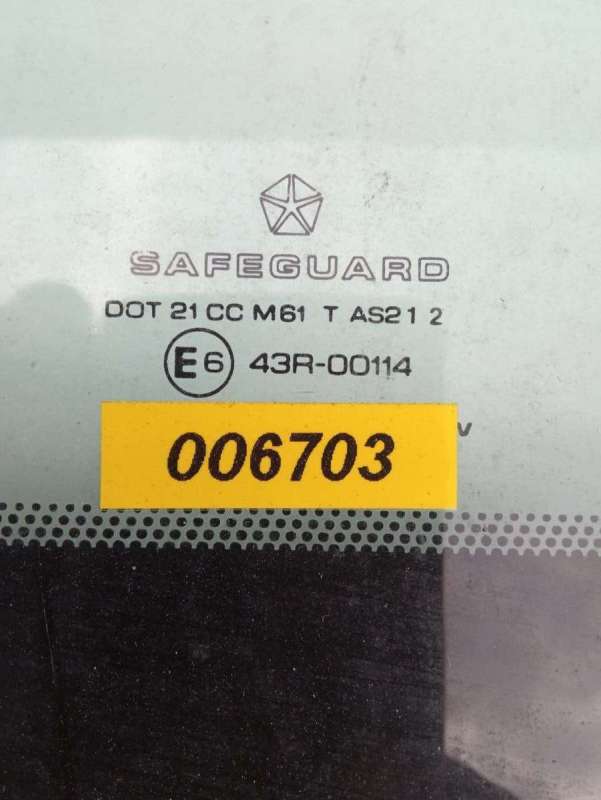 SAFEGUARD
DOT 21 CC M61 T AS2 1 2
E6 43R-00114
V
006703